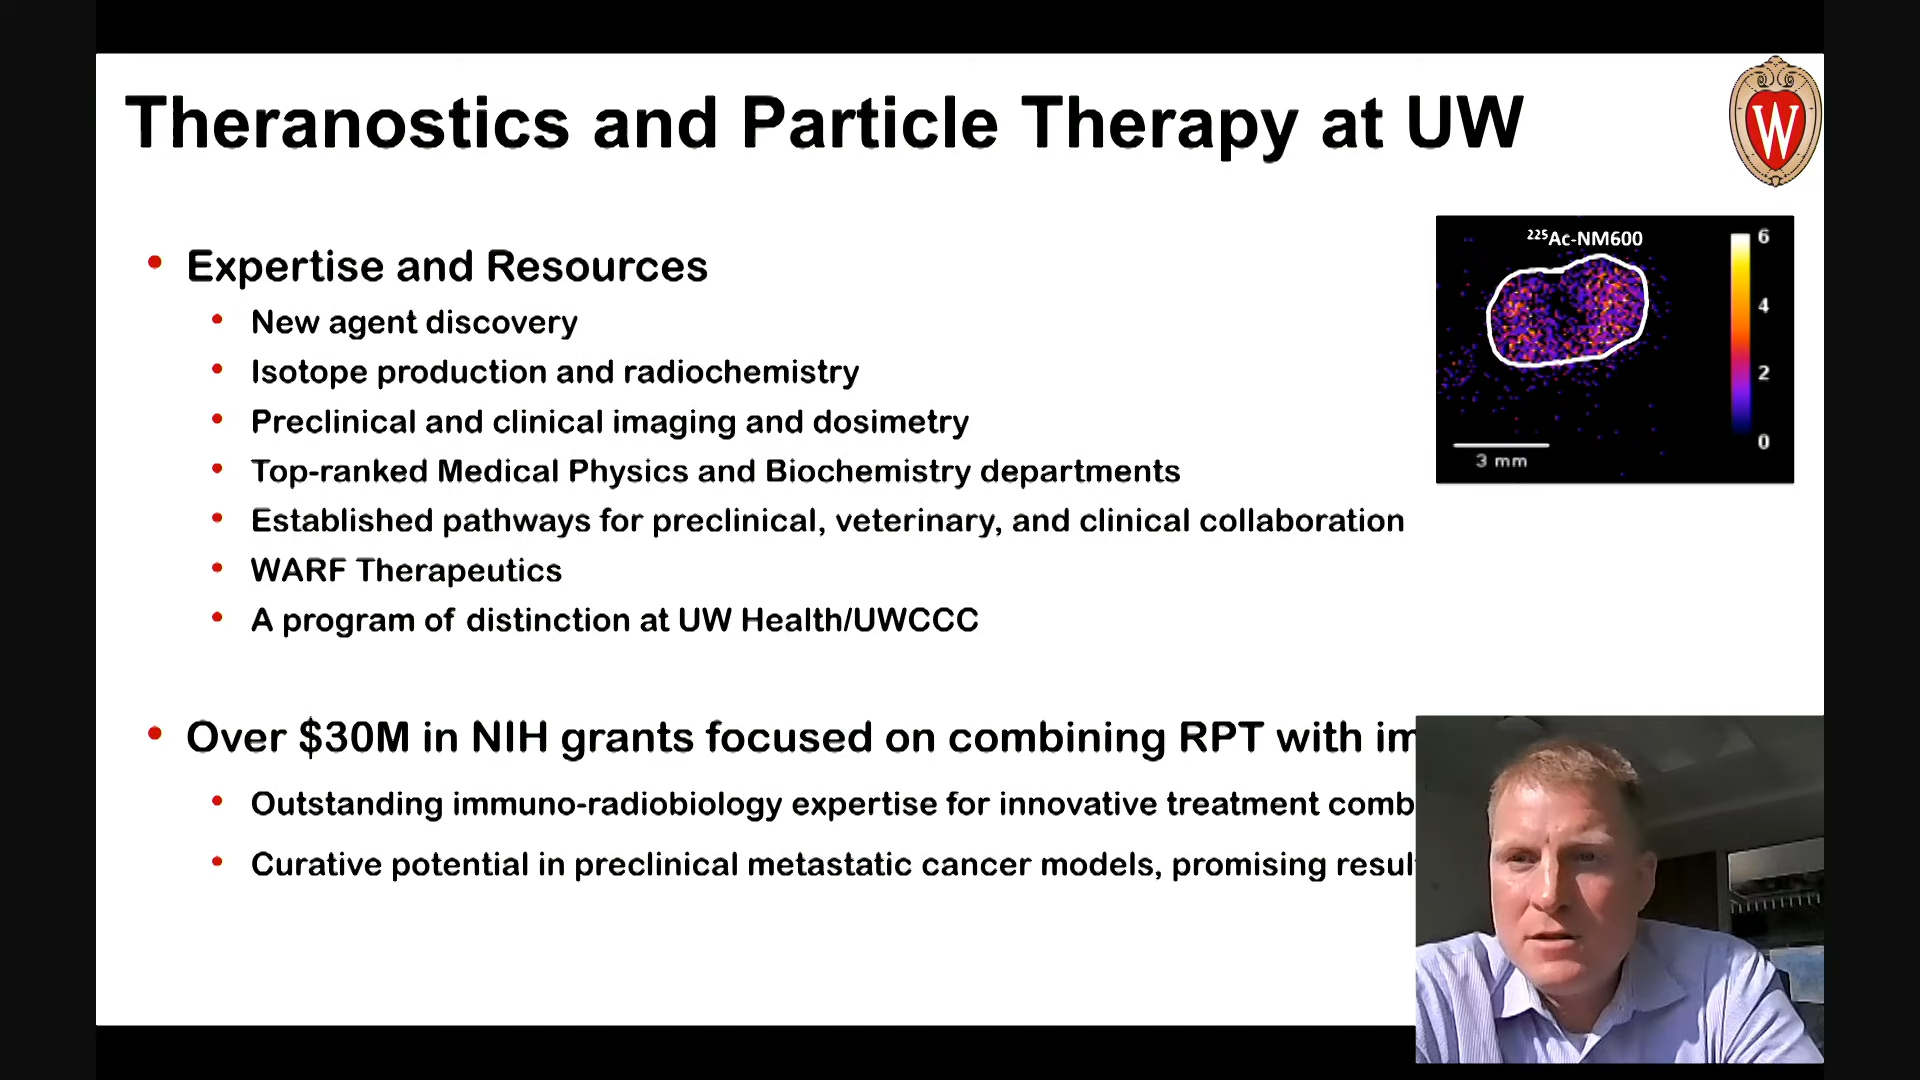 Theranostics and Particle Therapy at UW
W
Expertise and Resources
New agent discovery
Isotope production and radiochemistry
Preclinical and clinical imaging and dosimetry
Top-ranked Medical Physics and Biochemistry departments
Established pathways for preclinical, veterinary, and clinical collaboration
WARF Therapeutics
A program of distinction at UW Health/UWCCC
²²⁵Ac-NM600
6
4
2
0
3 mm
Over $30M in NIH grants focused on combining RPT with
Outstanding immuno-radiobiology expertise for innovative treatment
Curative potential in preclinical metastatic cancer models, promising